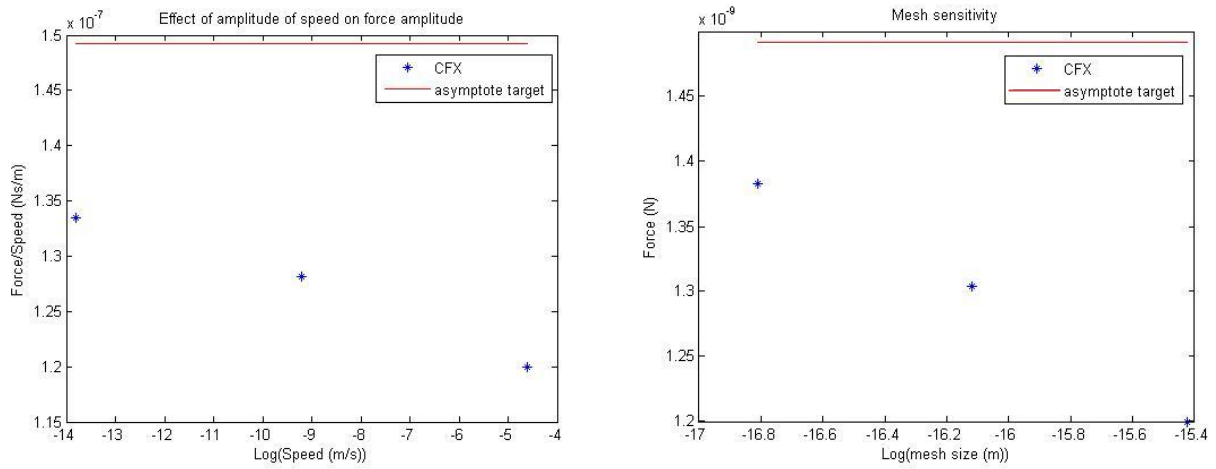 Effect of amplitude of speed on force amplitude
x 10^-7
1.5
1.45
1.4
1.35
1.3
1.25
1.2
1.15
-14
-13
-12
-11
-10
-9
-8
-7
-6
-5
-4
Force/Speed (Ns/m)
Log(Speed (m/s))
CFX
asymptote target
Mesh sensitivity
x 10^-9
1.45
1.4
1.35
1.3
1.25
1.2
-17
-16.8
-16.6
-16.4
-16.2
-16
-15.8
-15.6
-15.4
Force (N)
Log(mesh size (m))
CFX
asymptote target